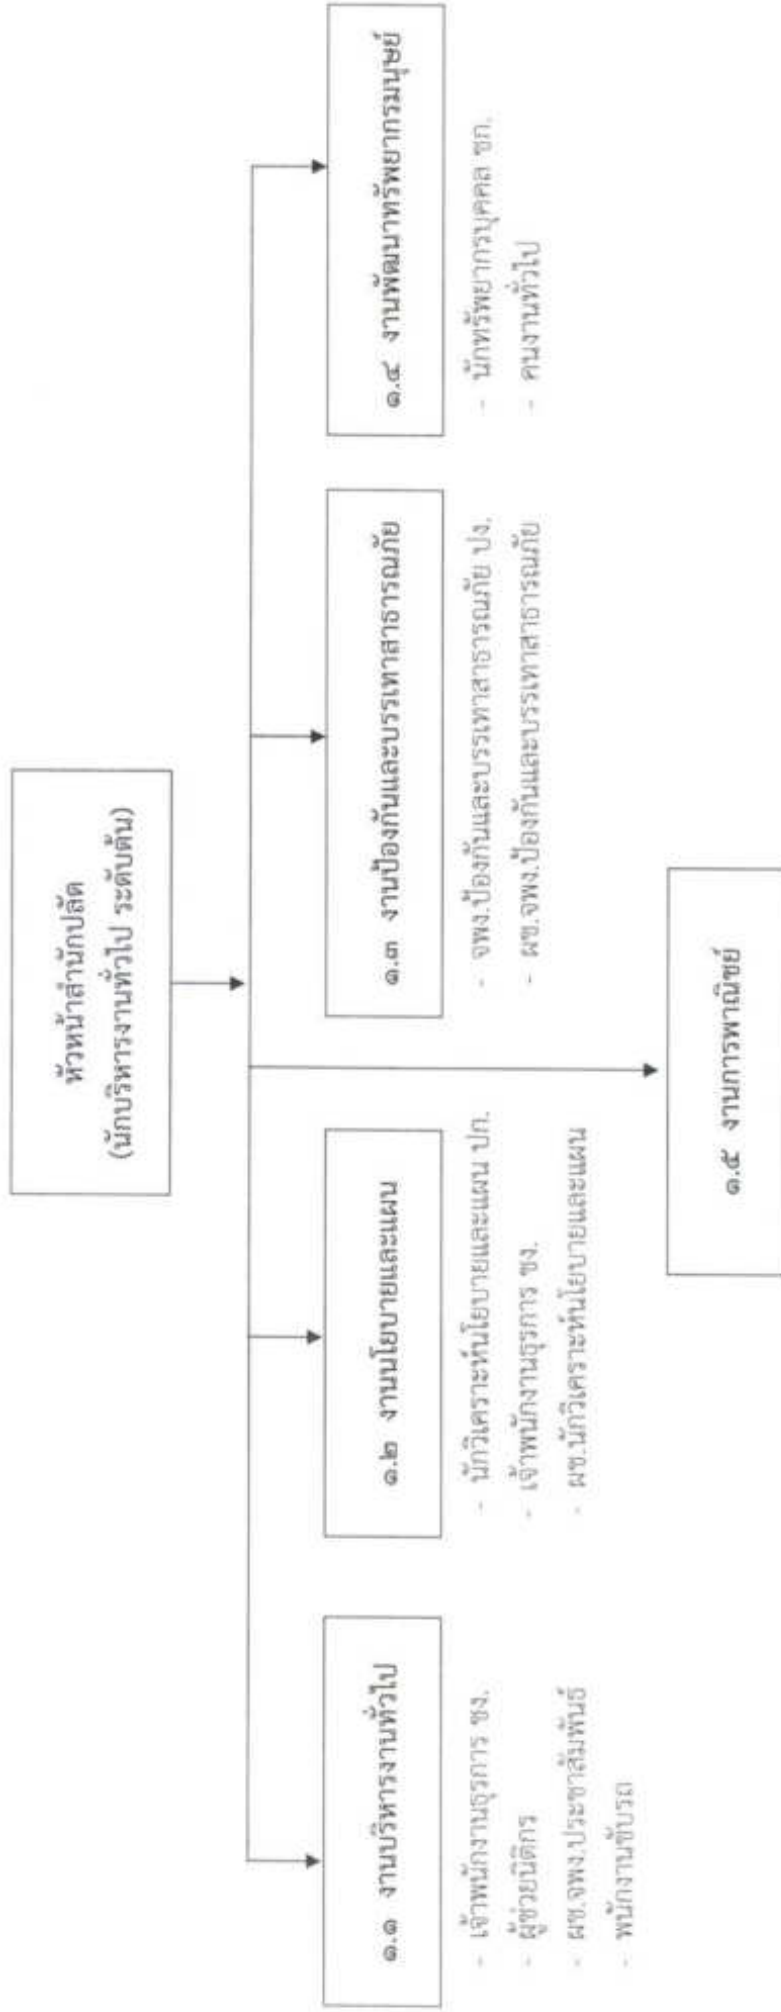 หัวหน้าสำนักปลัด
(นักบริหารงานทั่วไป ระดับต้น)
๑.๑ งานบริหารงานทั่วไป
- เจ้าพนักงานธุรการ ชง.
- ผู้ช่วยนิติกร
- ผช.จพง.ประชาสัมพันธ์
- พนักงานขับรถ
๑.๒ งานนโยบายและแผน
- นักวิเคราะห์นโยบายและแผน ปก.
- เจ้าพนักงานธุรการ ชง.
- ผช.นักวิเคราะห์นโยบายและแผน
๑.๓ งานป้องกันและบรรเทาสาธารณภัย
- จพง.ป้องกันและบรรเทาสาธารณภัย ปง.
- ผช.จพง.ป้องกันและบรรเทาสาธารณภัย
๑.๔ งานพัฒนาทรัพยากรมนุษย์
- นักทรัพยากรบุคคล ชก.
- คนงานทั่วไป
๑.๕ งานการพาณิชย์